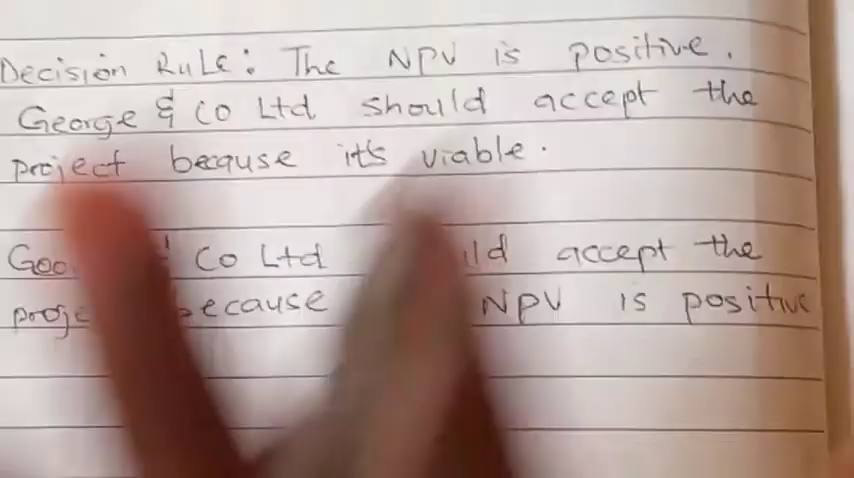 Decision Rule: The NPV is positive.
George & Co Ltd should accept the
project because it's viable.
Co Ltd accept the
because NPV is positive